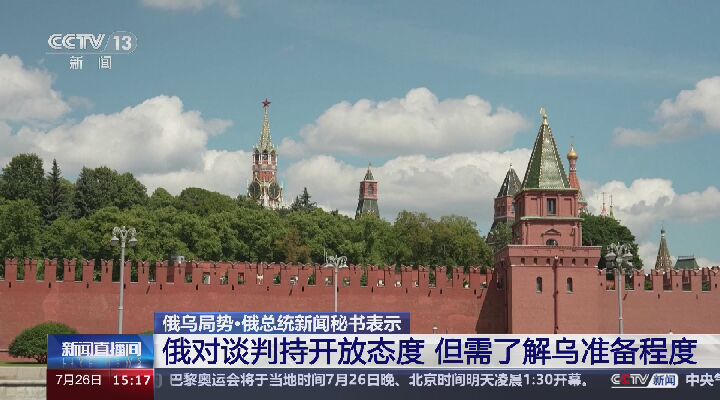 CCTV 13
新闻
俄乌局势·俄总统新闻秘书表示
新闻直播间
俄对谈判持开放态度 但需了解乌准备程度
7月26日 15:17
巴黎奥运会将于当地时间7月26日晚、北京时间明天凌晨1:30开幕。
CCTV 新闻
中央气